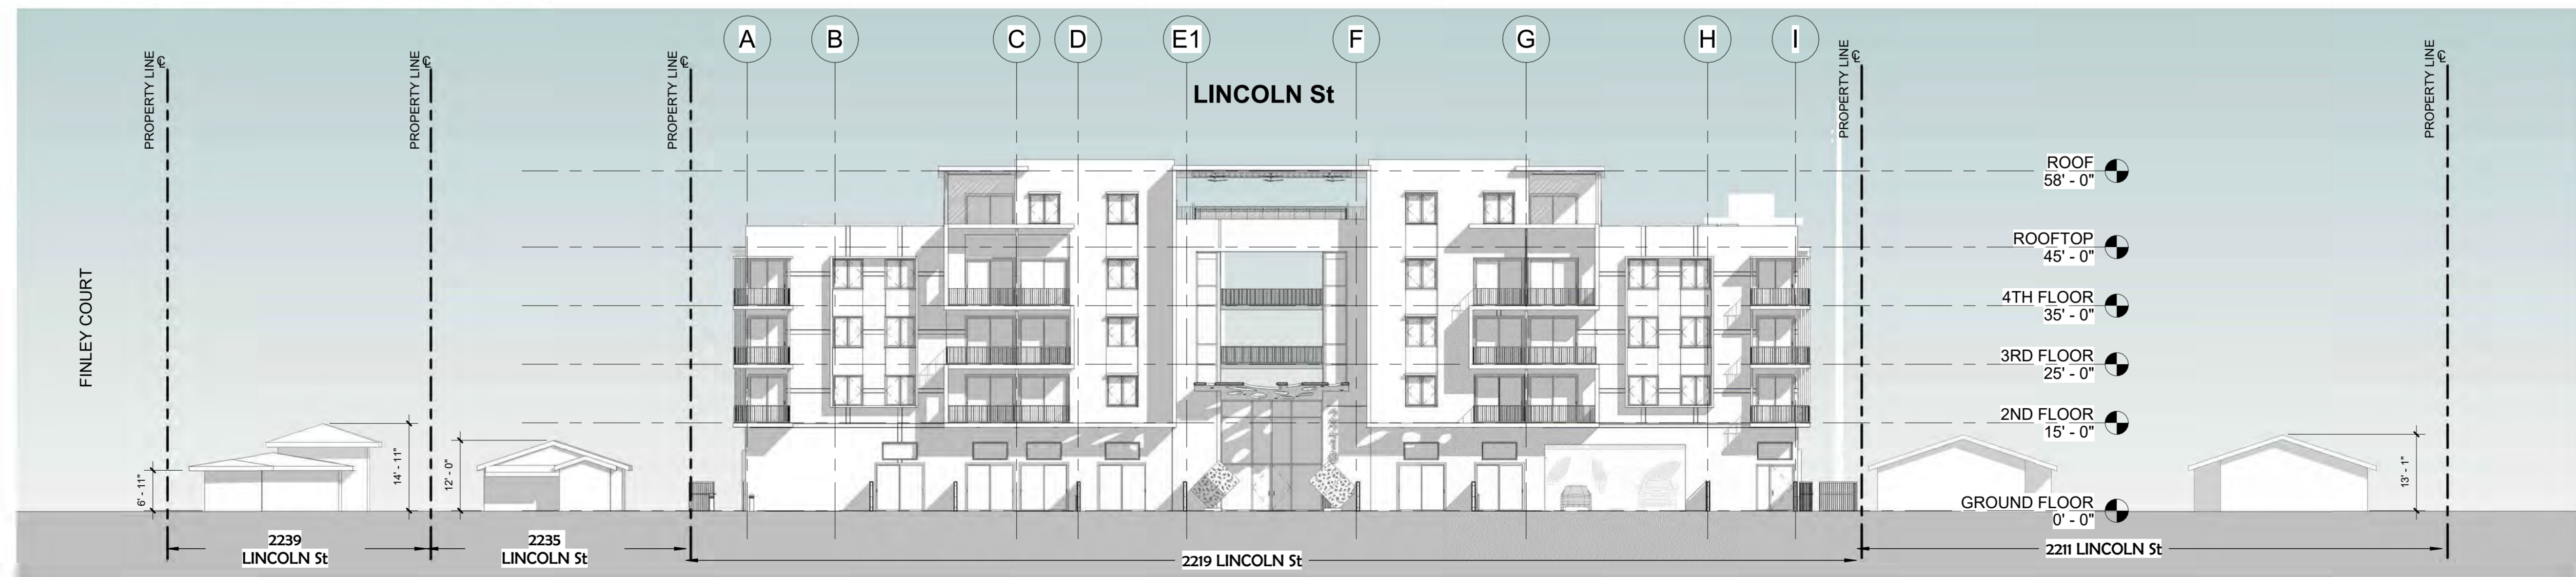 A
B
C
D
E1
F
G
H
I
PROPERTY LINE ℄
PROPERTY LINE ℄
PROPERTY LINE ℄
PROPERTY LINE ℄
PROPERTY LINE ℄
LINCOLN St
ROOF
58' - 0"
ROOFTOP
45' - 0"
4TH FLOOR
35' - 0"
3RD FLOOR
25' - 0"
2ND FLOOR
15' - 0"
GROUND FLOOR
0' - 0"
FINLEY COURT
6' - 11"
14' - 11"
12' - 0"
13' - 1"
2239
LINCOLN St
2235
LINCOLN St
2219 LINCOLN St
2211 LINCOLN St